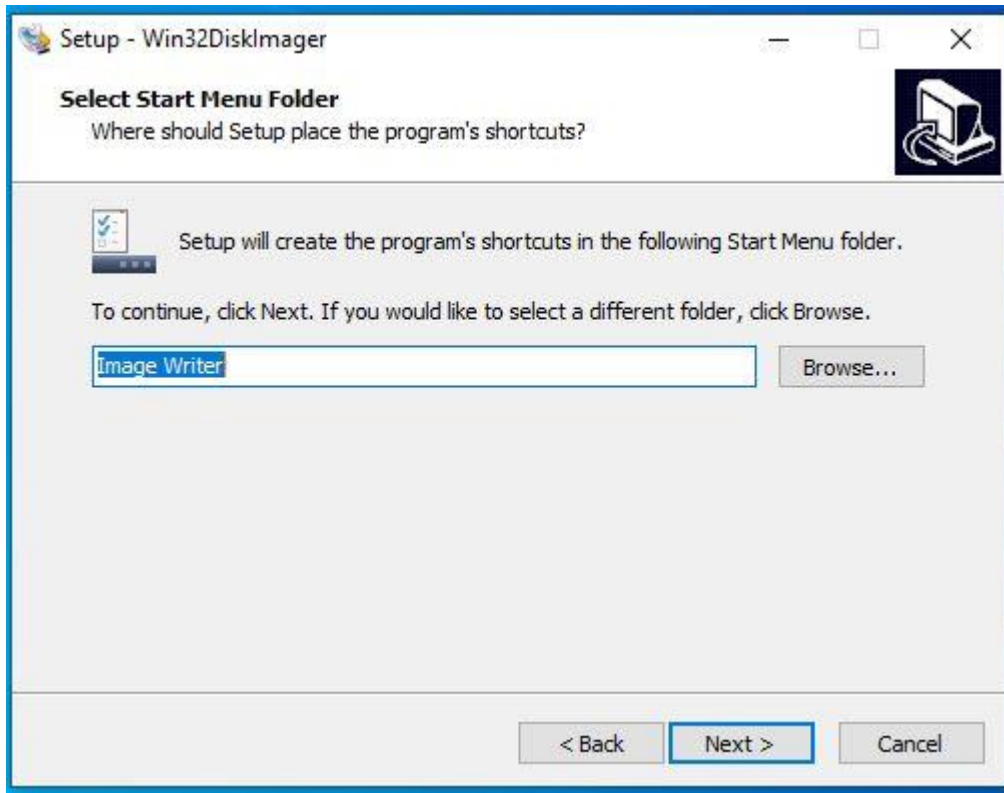 Setup - Win32DiskImager
Select Start Menu Folder
Where should Setup place the program's shortcuts?
Setup will create the program's shortcuts in the following Start Menu folder.
To continue, click Next. If you would like to select a different folder, click Browse.
Image Writer
Browse...
< Back
Next >
Cancel